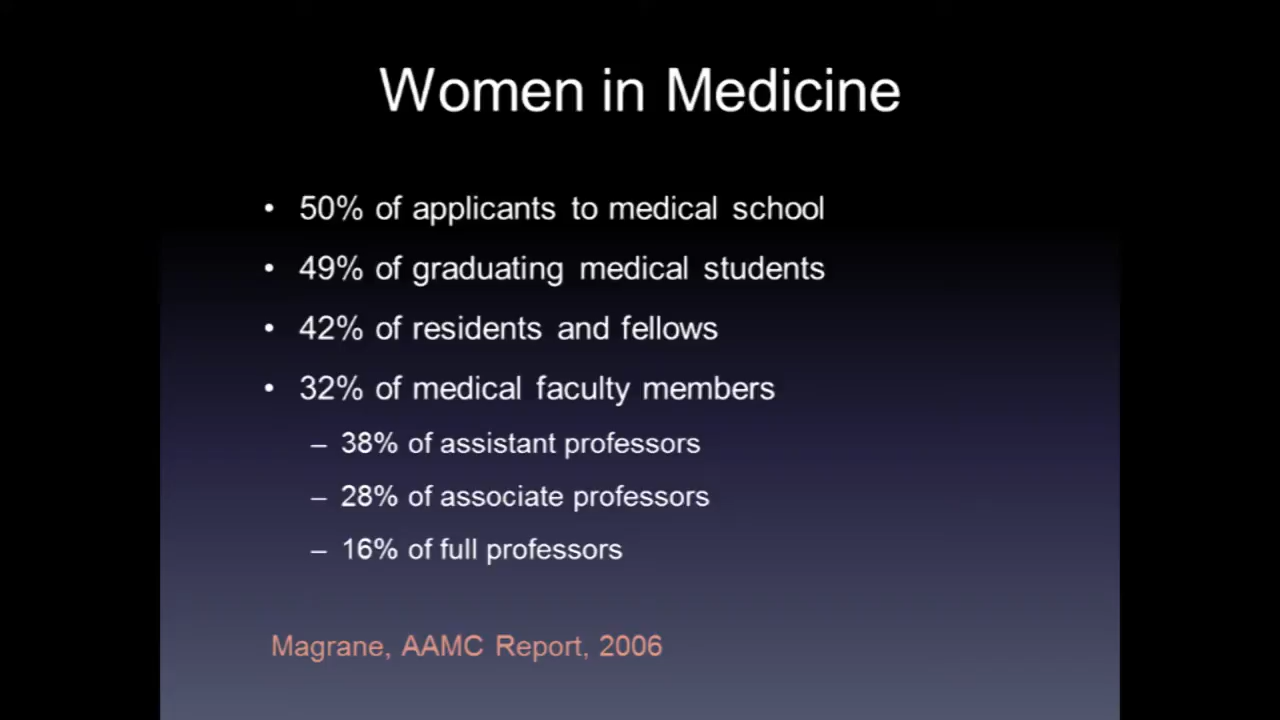 Women in Medicine
• 50% of applicants to medical school
• 49% of graduating medical students
• 42% of residents and fellows
• 32% of medical faculty members
– 38% of assistant professors
– 28% of associate professors
– 16% of full professors
Magrane, AAMC Report, 2006